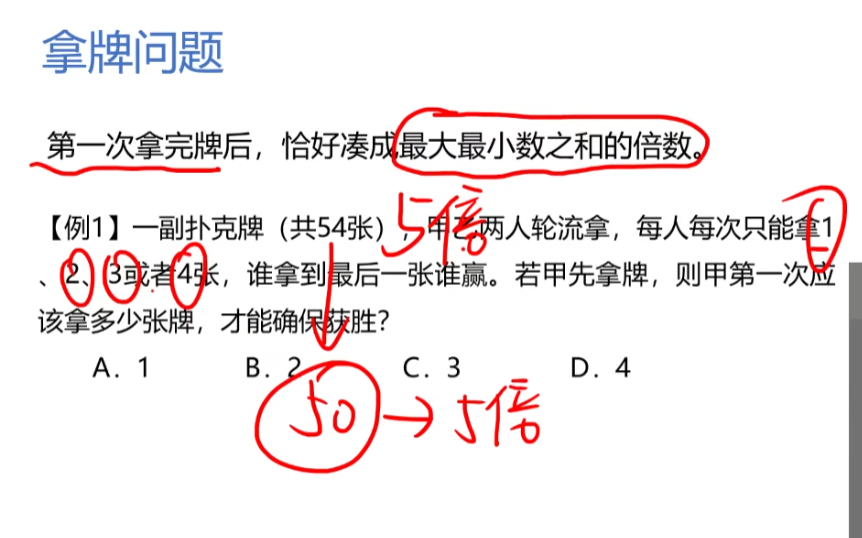 拿牌问题
第一次拿完牌后，恰好凑成最大最小数之和的倍数。
5倍
【例1】一副扑克牌（共54张），甲乙两人轮流拿，每人每次只能拿1
、2、3或者4张，谁拿到最后一张谁赢。若甲先拿牌，则甲第一次应
该拿多少张牌，才能确保获胜？
A．1 B．2 C．3 D．4
50→5倍